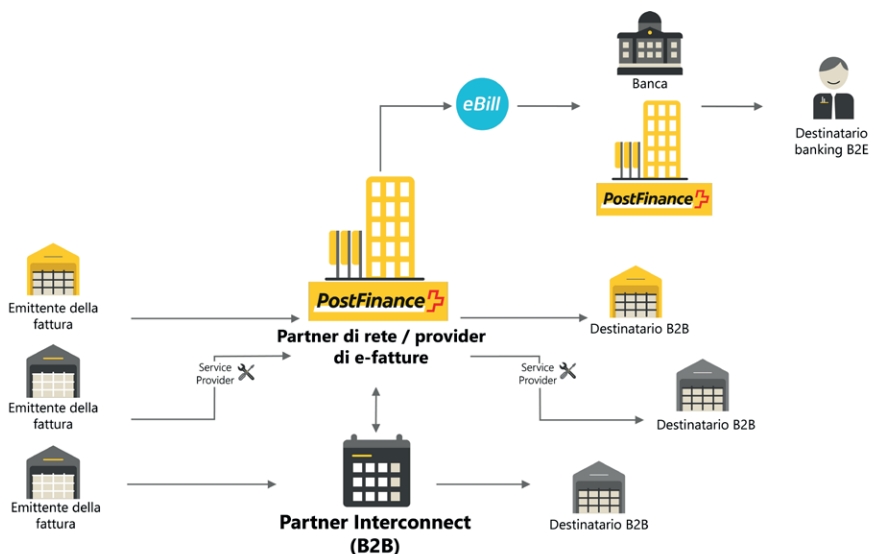 eBill
Banca
Destinatario
banking B2E
PostFinance
Emittente della
fattura
PostFinance
Partner di rete / provider
di e-fatture
Destinatario B2B
Emittente della
fattura
Service
Provider
Service
Provider
Destinatario B2B
Emittente della
fattura
Partner Interconnect
(B2B)
Destinatario B2B